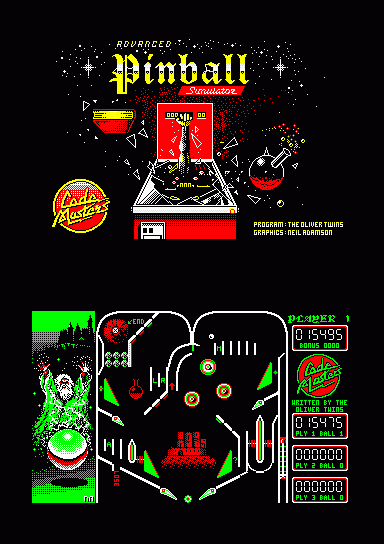 ADVANCED
Pinball
Simulator
Code
Masters
PROGRAM : THE OLIVER TWINS
GRAPHICS: NEIL ADAMSON
PLAYER 1
015495
BONUS 0000
Code
Masters
WRITTEN BY THE
OLIVER TWINS
015475
PLY 1 BALL 1
000000
PLY 2 BALL 0
000000
PLY 3 BALL 0
END
L R
M
A
350